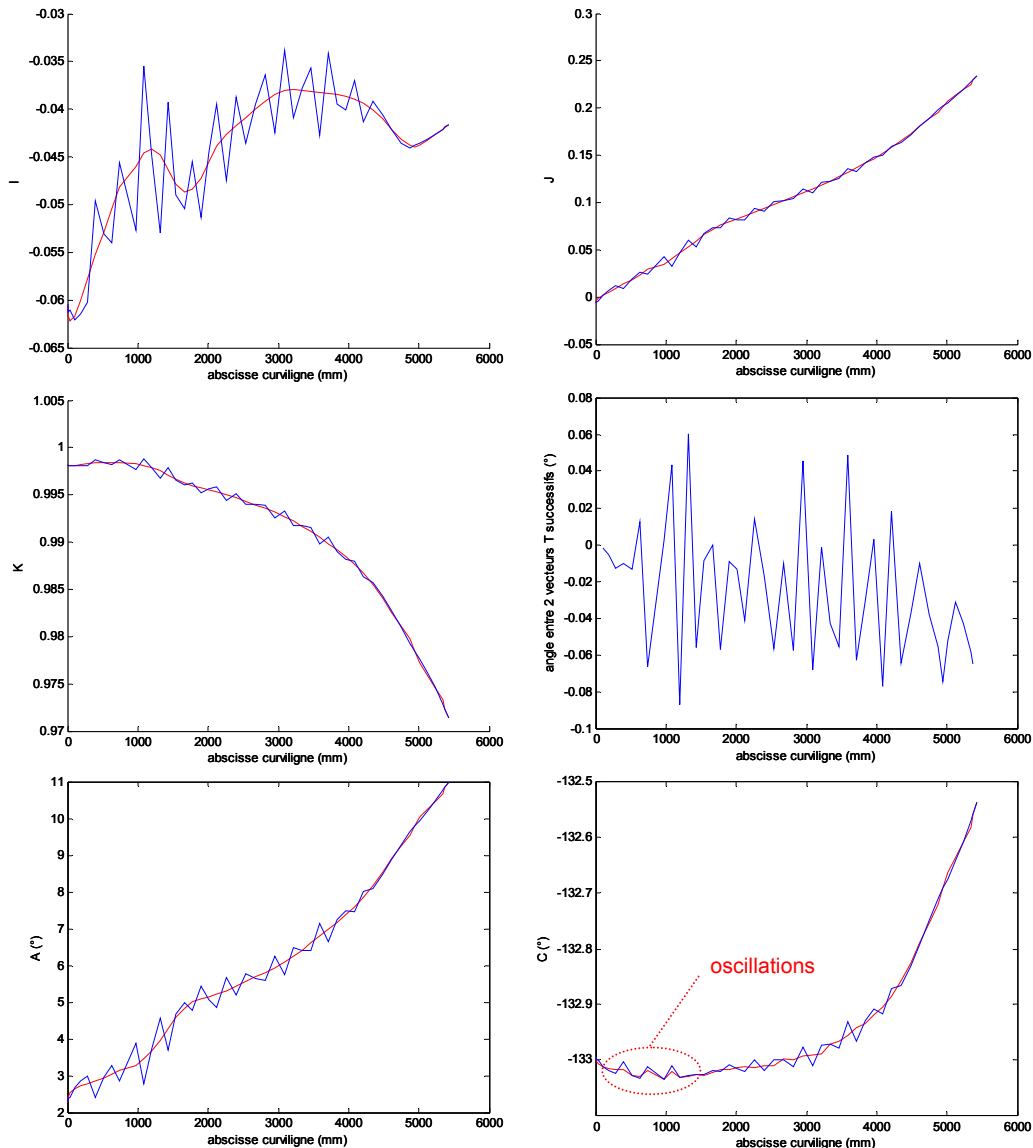 -0.03
-0.035
-0.04
-0.045
-0.05
-0.055
-0.06
-0.065
I
0 1000 2000 3000 4000 5000 6000
abscisse curviligne (mm)
0.3
0.25
0.2
0.15
0.1
0.05
0
-0.05
J
0 1000 2000 3000 4000 5000 6000
abscisse curviligne (mm)
1.005
1
0.995
0.99
0.985
0.98
0.975
0.97
K
0 1000 2000 3000 4000 5000 6000
abscisse curviligne (mm)
0.08
0.06
0.04
0.02
0
-0.02
-0.04
-0.06
-0.08
-0.1
angle entre 2 vecteurs T successifs (°)
0 1000 2000 3000 4000 5000 6000
abscisse curviligne (mm)
11
10
9
8
7
6
5
4
3
2
A (°)
0 1000 2000 3000 4000 5000 6000
abscisse curviligne (mm)
-132.5
-132.6
-132.7
-132.8
-132.9
-133
C (°)
oscillations
0 1000 2000 3000 4000 5000 6000
abscisse curviligne (mm)